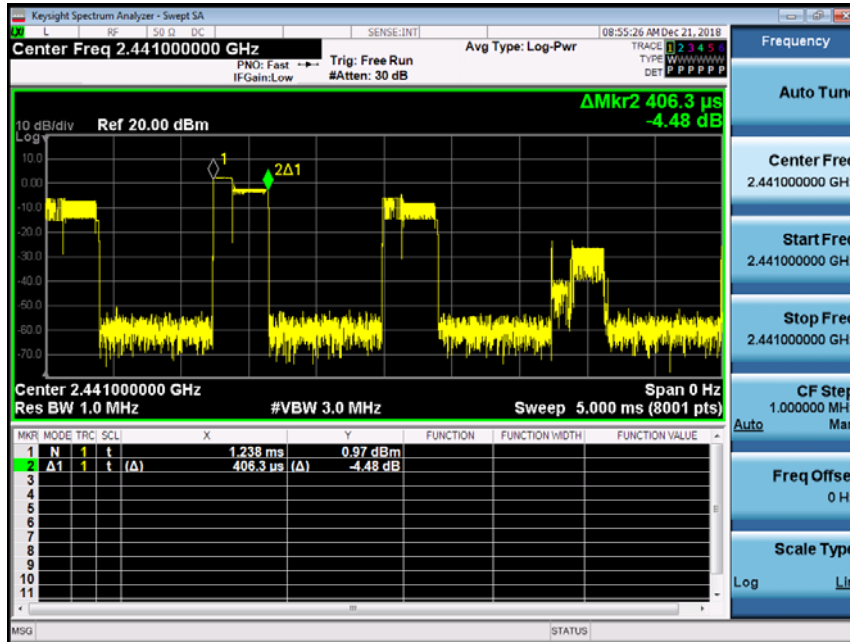 Keysight Spectrum Analyzer - Swept SA
LXI L RF 50 Ω DC SENSE:INT 08:55:26 AM Dec 21, 2018
Center Freq 2.441000000 GHz
PNO: Fast
IFGain:Low
Trig: Free Run
#Atten: 30 dB
Avg Type: Log-Pwr
TRACE 1 2 3 4 5 6
TYPE WWWWWW
DET P P P P P P
ΔMkr2 406.3 µs
-4.48 dB
10 dB/div Ref 20.00 dBm
Log
1
2Δ1
10.0
0.00
-10.0
-20.0
-30.0
-40.0
-50.0
-60.0
-70.0
Center 2.441000000 GHz Span 0 Hz
Res BW 1.0 MHz #VBW 3.0 MHz Sweep 5.000 ms (8001 pts)
MKR MODE TRC SCL X Y FUNCTION FUNCTION WIDTH FUNCTION VALUE
1 N 1 t 1.238 ms 0.97 dBm
2 Δ1 1 t (Δ) 406.3 µs (Δ) -4.48 dB
3
4
5
6
7
8
9
10
11
MSG STATUS
Frequency
Auto Tune
Center Freq
2.441000000 GH
Start Freq
2.441000000 GH
Stop Freq
2.441000000 GH
CF Step
1.000000 MH
Auto Man
Freq Offse
0 H
Scale Type
Log Lin